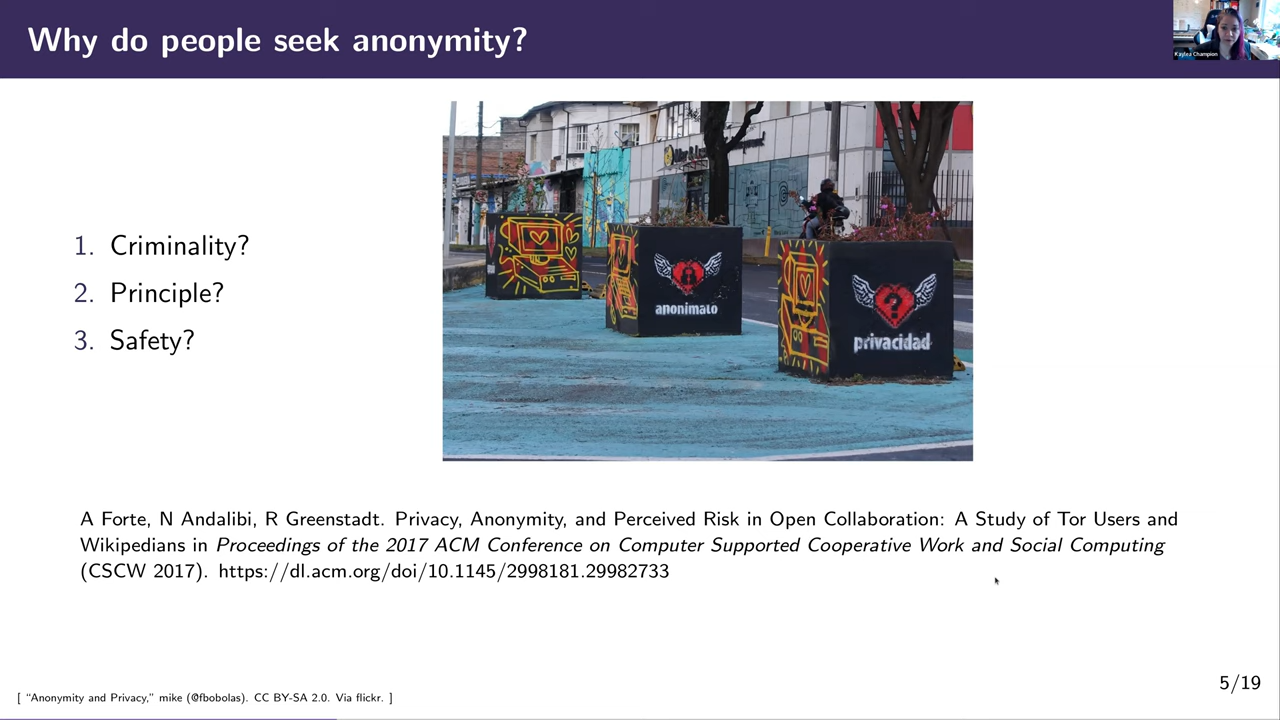 Why do people seek anonymity?
Kaylea Champion
1. Criminality?
2. Principle?
3. Safety?
anonimato
privacidad
A Forte, N Andalibi, R Greenstadt. Privacy, Anonymity, and Perceived Risk in Open Collaboration: A Study of Tor Users and
Wikipedians in Proceedings of the 2017 ACM Conference on Computer Supported Cooperative Work and Social Computing
(CSCW 2017). https://dl.acm.org/doi/10.1145/2998181.29982733
5/19
[ “Anonymity and Privacy,” mike (@fbobolas). CC BY-SA 2.0. Via flickr. ]